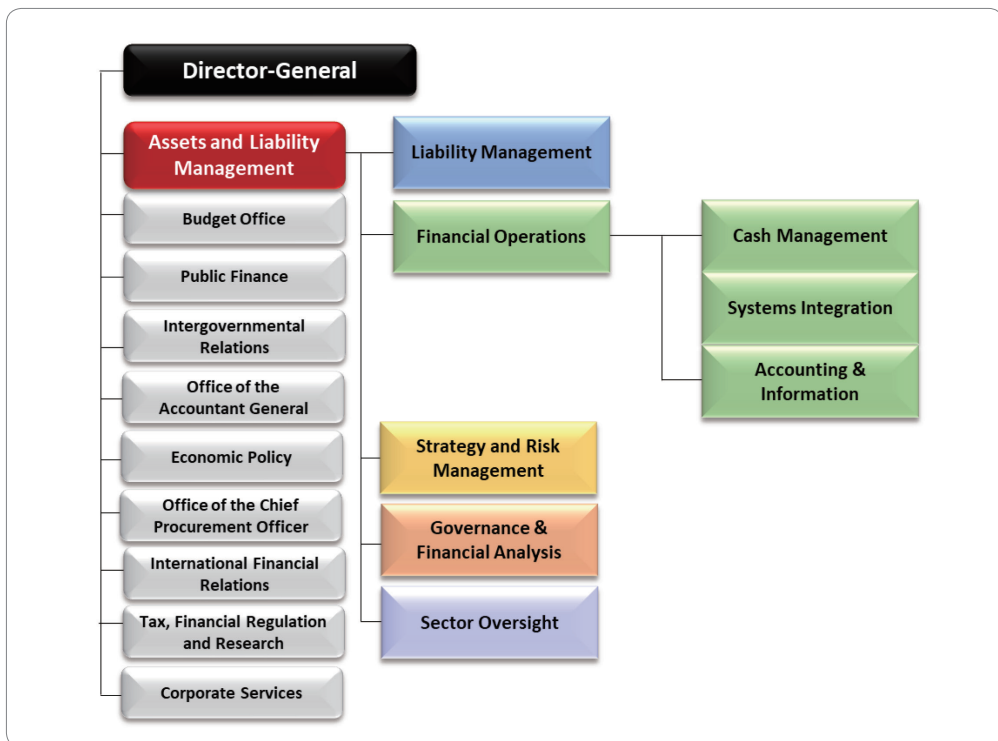 Director-General
Assets and Liability
Management
Budget Office
Public Finance
Intergovernmental
Relations
Office of the
Accountant General
Economic Policy
Office of the Chief
Procurement Officer
International Financial
Relations
Tax, Financial Regulation
and Research
Corporate Services
Liability Management
Financial Operations
Strategy and Risk
Management
Governance &
Financial Analysis
Sector Oversight
Cash Management
Systems Integration
Accounting &
Information